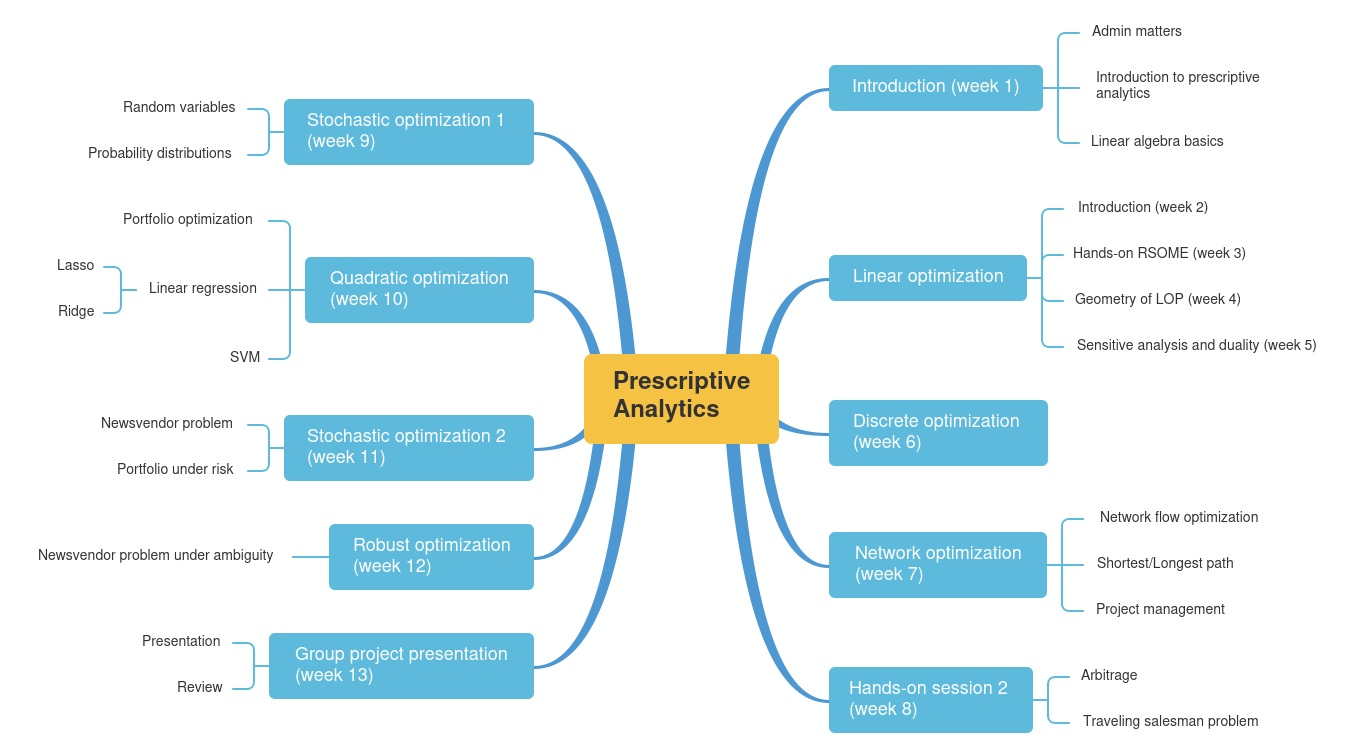 Prescriptive
Analytics
Introduction (week 1)
Admin matters
Introduction to prescriptive
analytics
Linear algebra basics
Linear optimization
Introduction (week 2)
Hands-on RSOME (week 3)
Geometry of LOP (week 4)
Sensitive analysis and duality (week 5)
Discrete optimization
(week 6)
Network optimization
(week 7)
Network flow optimization
Shortest/Longest path
Project management
Hands-on session 2
(week 8)
Arbitrage
Traveling salesman problem
Stochastic optimization 1
(week 9)
Random variables
Probability distributions
Quadratic optimization
(week 10)
Portfolio optimization
Linear regression
Lasso
Ridge
SVM
Stochastic optimization 2
(week 11)
Newsvendor problem
Portfolio under risk
Robust optimization
(week 12)
Newsvendor problem under ambiguity
Group project presentation
(week 13)
Presentation
Review